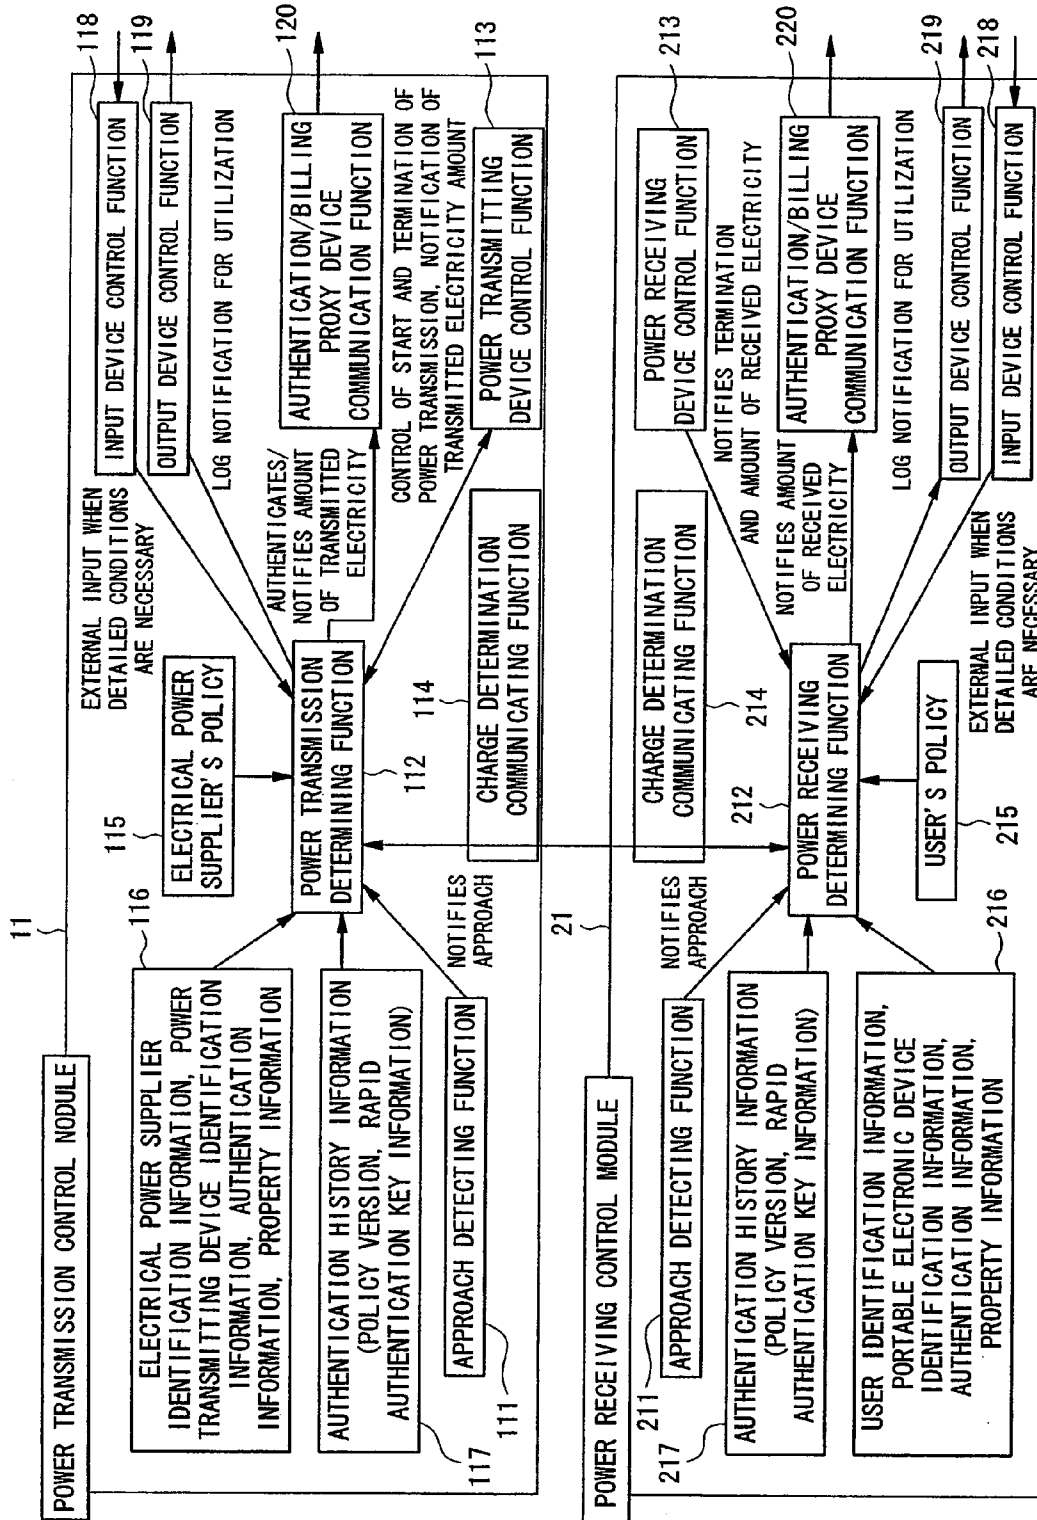 POWER TRANSMISSION CONTROL NODULE
11
ELECTRICAL POWER SUPPLIER
IDENTIFICATION INFORMATION, POWER
TRANSMITTING DEVICE IDENTIFICATION
INFORMATION, AUTHENTICATION
INFORMATION, PROPERTY INFORMATION
116
AUTHENTICATION HISTORY INFORMATION
(POLICY VERSION, RAPID
AUTHENTICATION KEY INFORMATION)
117
APPROACH DETECTING FUNCTION
111
NOTIFIES
APPROACH
115
ELECTRICAL POWER
SUPPLIER'S POLICY
POWER TRANSMISSION
DETERMINING FUNCTION
112
114
CHARGE DETERMINATION
COMMUNICATING FUNCTION
EXTERNAL INPUT WHEN
DETAILED CONDITIONS
ARE NECESSARY
INPUT DEVICE CONTROL FUNCTION
118
OUTPUT DEVICE CONTROL FUNCTION
119
LOG NOTIFICATION FOR UTILIZATION
AUTHENTICATES/
NOTIFIES AMOUNT
OF TRANSMITTED
ELECTRICITY
AUTHENTICATION/BILLING
PROXY DEVICE
COMMUNICATION FUNCTION
120
CONTROL OF START AND TERMINATION OF
POWER TRANSMISSION, NOTIFICATION OF
TRANSMITTED ELECTRICITY AMOUNT
POWER TRANSMITTING
DEVICE CONTROL FUNCTION
113
POWER RECEIVING CONTROL MODULE
21
APPROACH DETECTING FUNCTION
211
NOTIFIES
APPROACH
AUTHENTICATION HISTORY INFORMATION
(POLICY VERSION, RAPID
AUTHENTICATION KEY INFORMATION)
217
USER IDENTIFICATION INFORMATION,
PORTABLE ELECTRONIC DEVICE
IDENTIFICATION INFORMATION,
AUTHENTICATION INFORMATION,
PROPERTY INFORMATION
216
CHARGE DETERMINATION
COMMUNICATING FUNCTION
214
212
POWER RECEIVING
DETERMINING FUNCTION
USER'S POLICY
215
POWER RECEIVING
DEVICE CONTROL FUNCTION
213
NOTIFIES TERMINATION
AND AMOUNT OF RECEIVED ELECTRICITY
NOTIFIES AMOUNT
OF RECEIVED
ELECTRICITY
AUTHENTICATION/BILLING
PROXY DEVICE
COMMUNICATION FUNCTION
220
LOG NOTIFICATION FOR UTILIZATION
OUTPUT DEVICE CONTROL FUNCTION
219
INPUT DEVICE CONTROL FUNCTION
218
EXTERNAL INPUT WHEN
DETAILED CONDITIONS
ARE NECESSARY